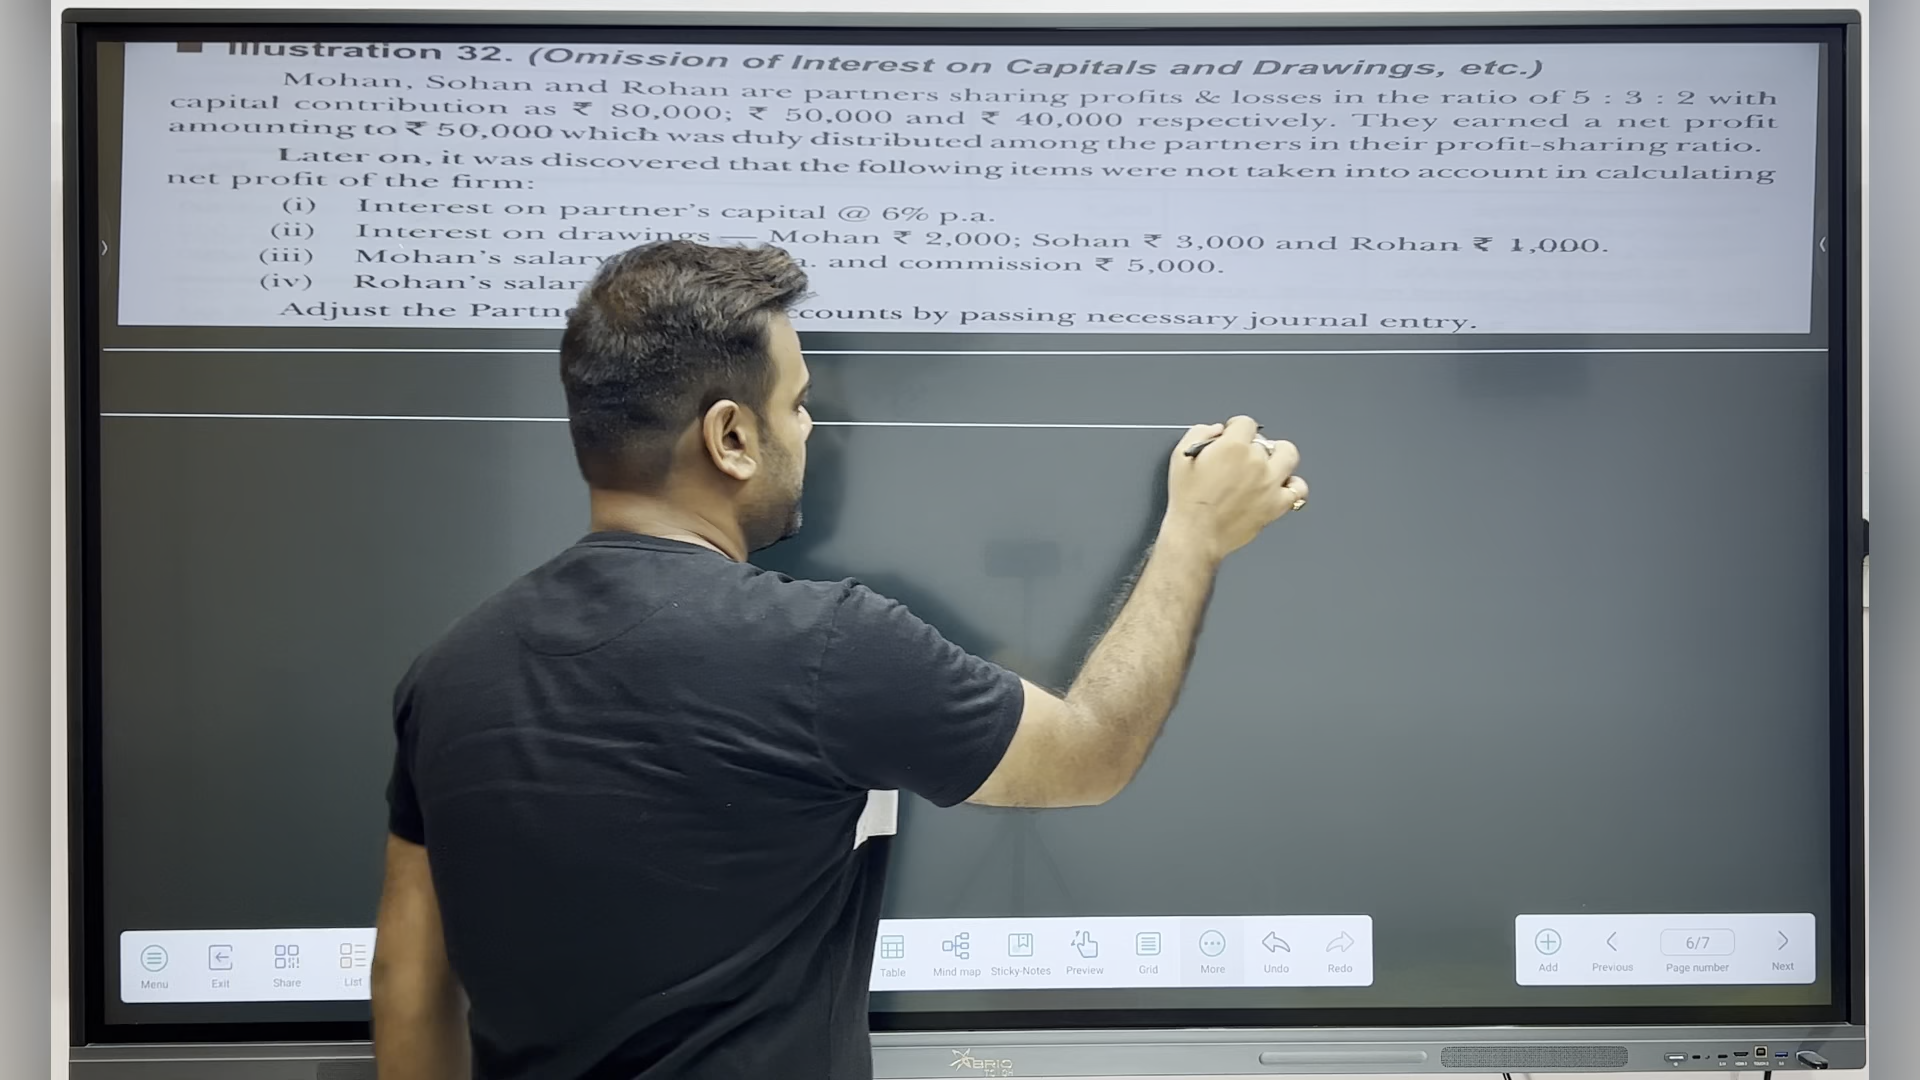 Illustration 32. (Omission of Interest on Capitals and Drawings, etc.)
Mohan, Sohan and Rohan are partners sharing profits & losses in the ratio of 5 : 3 : 2 with
capital contribution as ₹ 80,000; ₹ 50,000 and ₹ 40,000 respectively. They earned a net profit
amounting to ₹ 50,000 which was duly distributed among the partners in their profit-sharing ratio.
Later on, it was discovered that the following items were not taken into account in calculating
net profit of the firm:
(i) Interest on partner's capital @ 6% p.a.
(ii) Interest on drawings — Mohan ₹ 2,000; Sohan ₹ 3,000 and Rohan ₹ 1,000.
(iii) Mohan's salary and commission ₹ 5,000.
(iv) Rohan's
Adjust the by passing necessary journal entry.
Menu Exit Share List Table Mind map Sticky-Notes Preview Grid More Undo Redo Add Previous 6/7 Page number Next